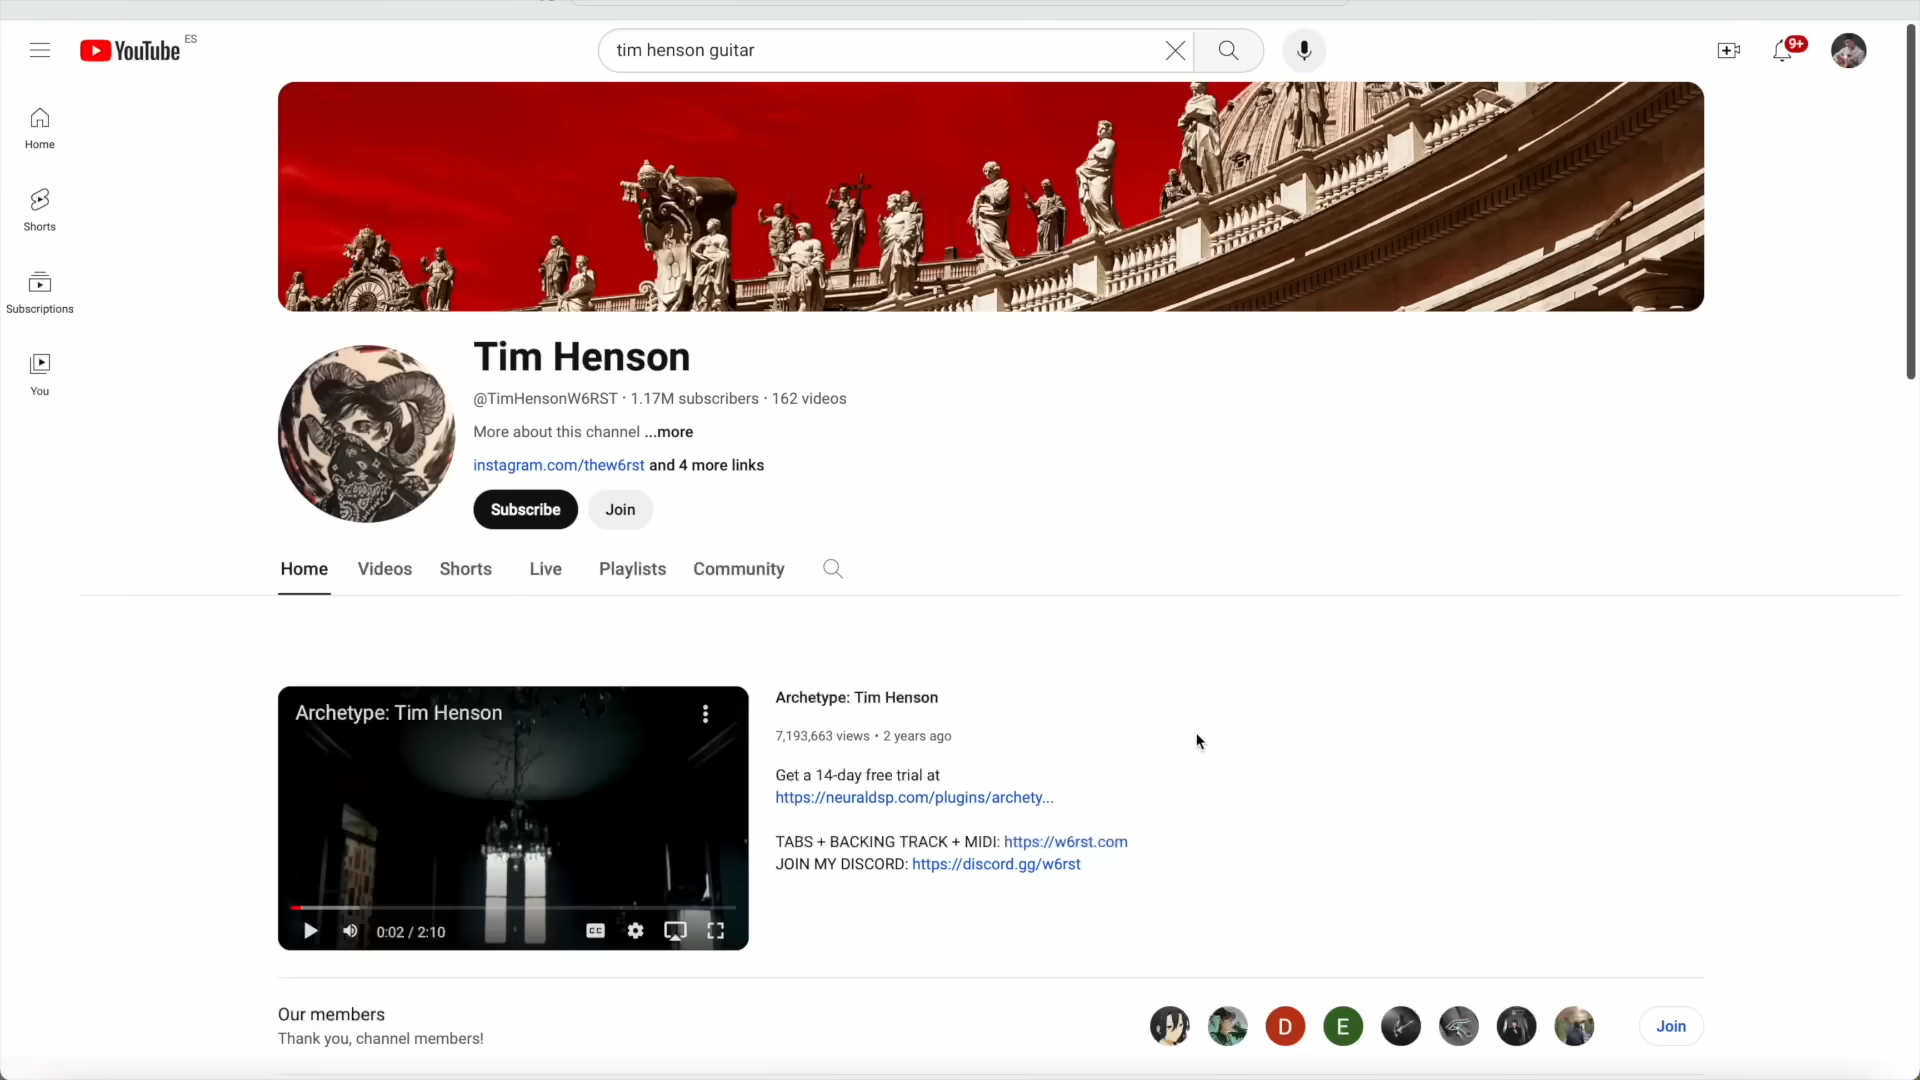 YouTube ES
tim henson guitar
9+
Home
Shorts
Subscriptions
You
Tim Henson
@TimHensonW6RST · 1.17M subscribers · 162 videos
More about this channel ...more
instagram.com/thew6rst and 4 more links
Subscribe Join
Home Videos Shorts Live Playlists Community
Archetype: Tim Henson
CC
0:02 / 2:10
Archetype: Tim Henson
7,193,663 views • 2 years ago
Get a 14-day free trial at
https://neuraldsp.com/plugins/archety...
TABS + BACKING TRACK + MIDI: https://w6rst.com
JOIN MY DISCORD: https://discord.gg/w6rst
Our members
Thank you, channel members!
D E
Join